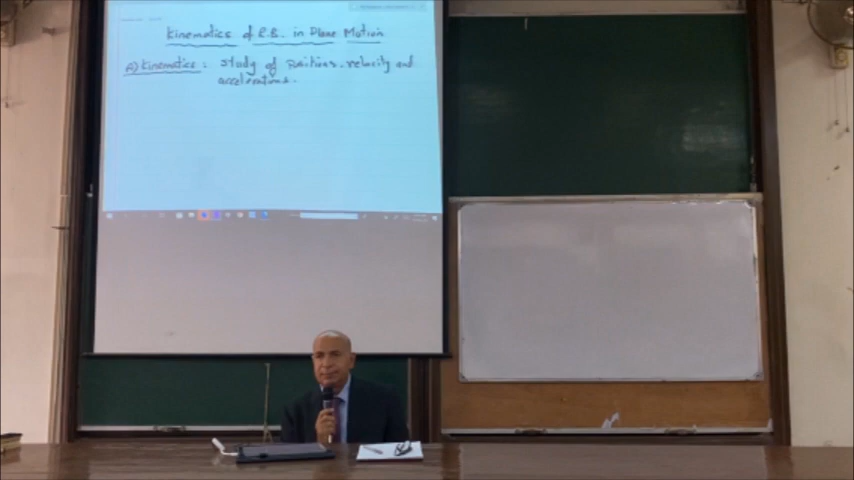 Kinematics of R.B. in Plane Motion
A) Kinematics : study of Positions, velocity and
accelerations.